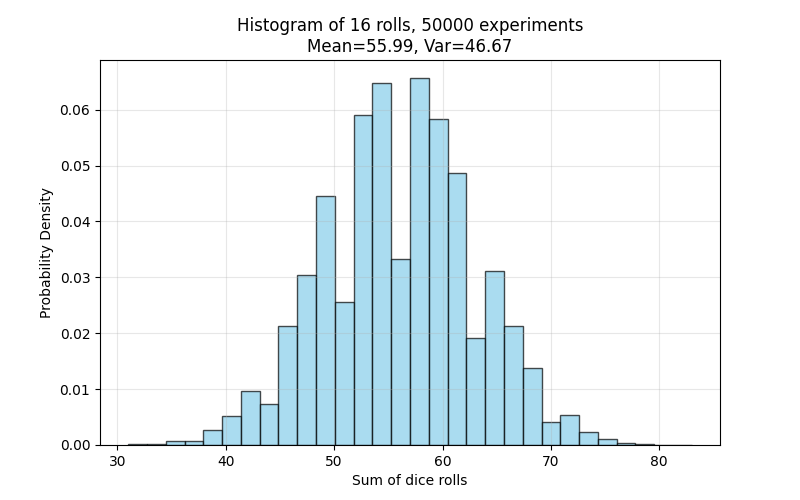 Histogram of 16 rolls, 50000 experiments
Mean=55.99, Var=46.67
0.06
0.05
0.04
0.03
0.02
0.01
0.00
Probability Density
30 40 50 60 70 80
Sum of dice rolls